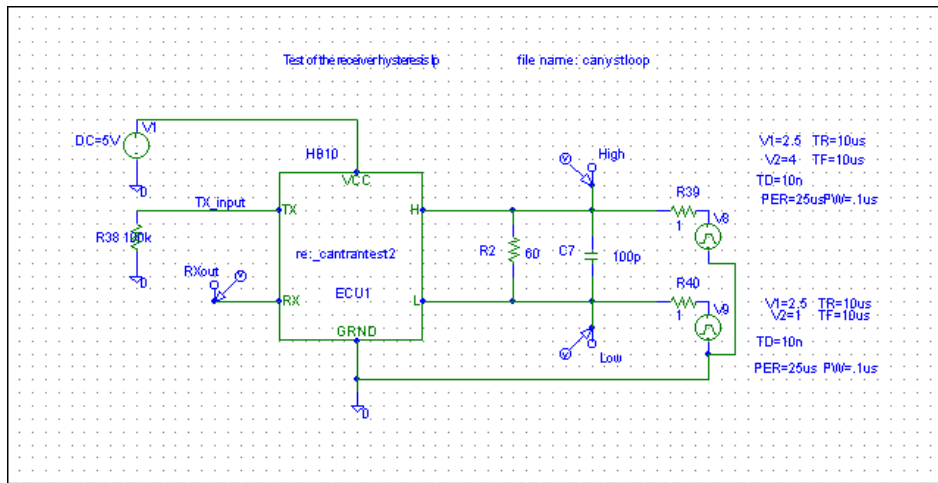 Test of the receiver hysteresis lp file name: canystloop
V1
DC=5V
HB10
High
V1=2.5 TR=10us
V2=4 TF=10us
TD=10n
PER=25us PW=.1us
VCC
TX_input
TX
H
R39
1
V8
R38 100k
RXout
re:_cantrantest2
R2
60
C7
100p
R40
1
V9
RX
ECU1
L
GRND
Low
V1=2.5 TR=10us
V2=1 TF=10us
TD=10n
PER=25us PW=.1us
0
0
0
V
V
V